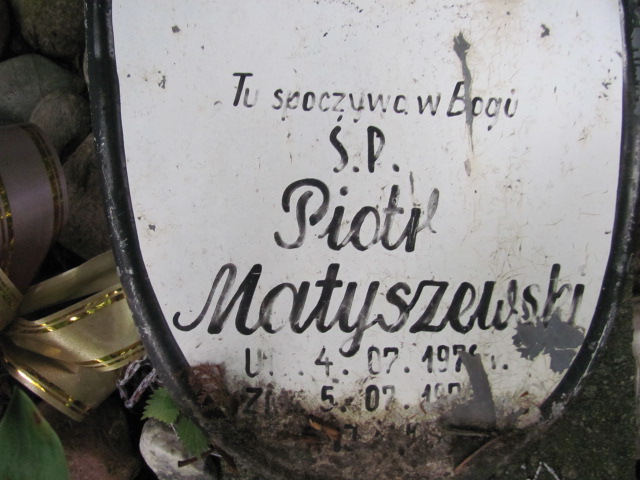 Tu spoczywa w Bogu
Ś.P.
Piotr
Matyszewski
4. 07.
5. 07.